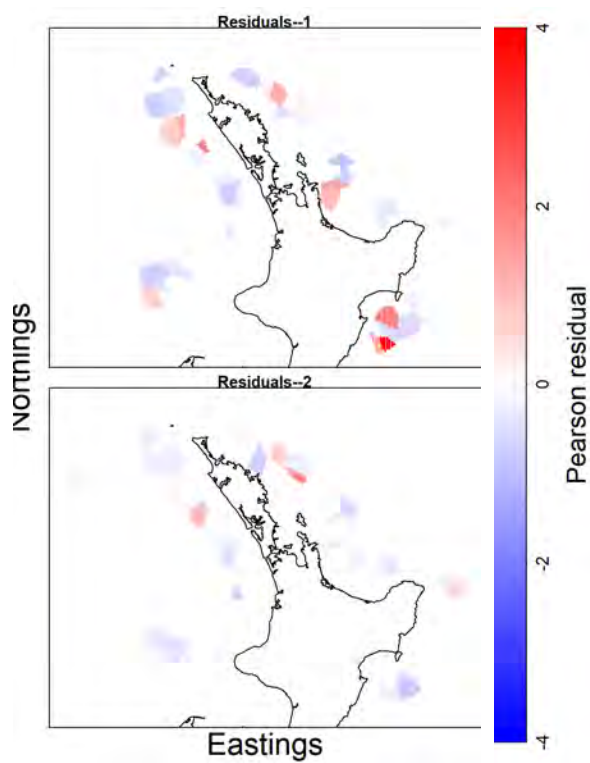 Residuals--1
Residuals--2
Northings
Eastings
4
2
0
-2
-4
Pearson residual